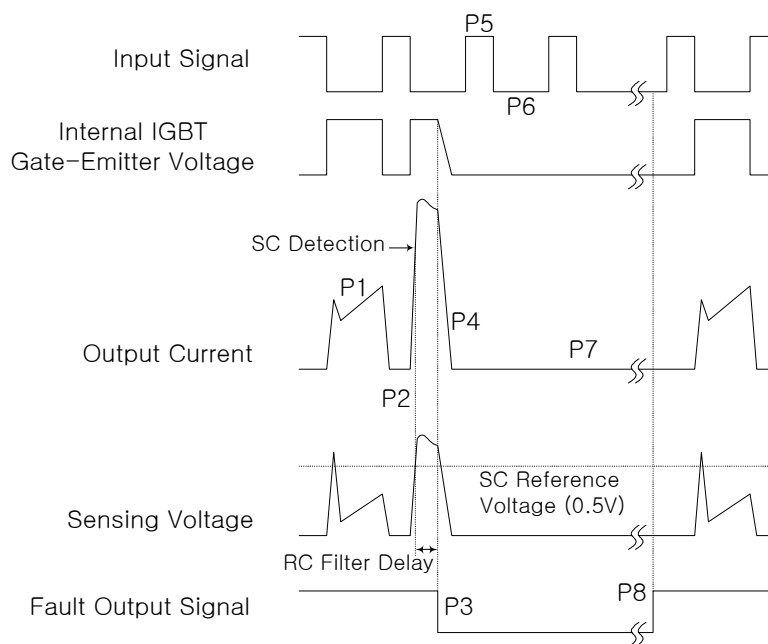 P5
Input Signal
P6
Internal IGBT
Gate-Emitter Voltage
SC Detection
P1
P4
Output Current
P7
P2
SC Reference
Voltage (0.5V)
Sensing Voltage
RC Filter Delay
Fault Output Signal
P3
P8